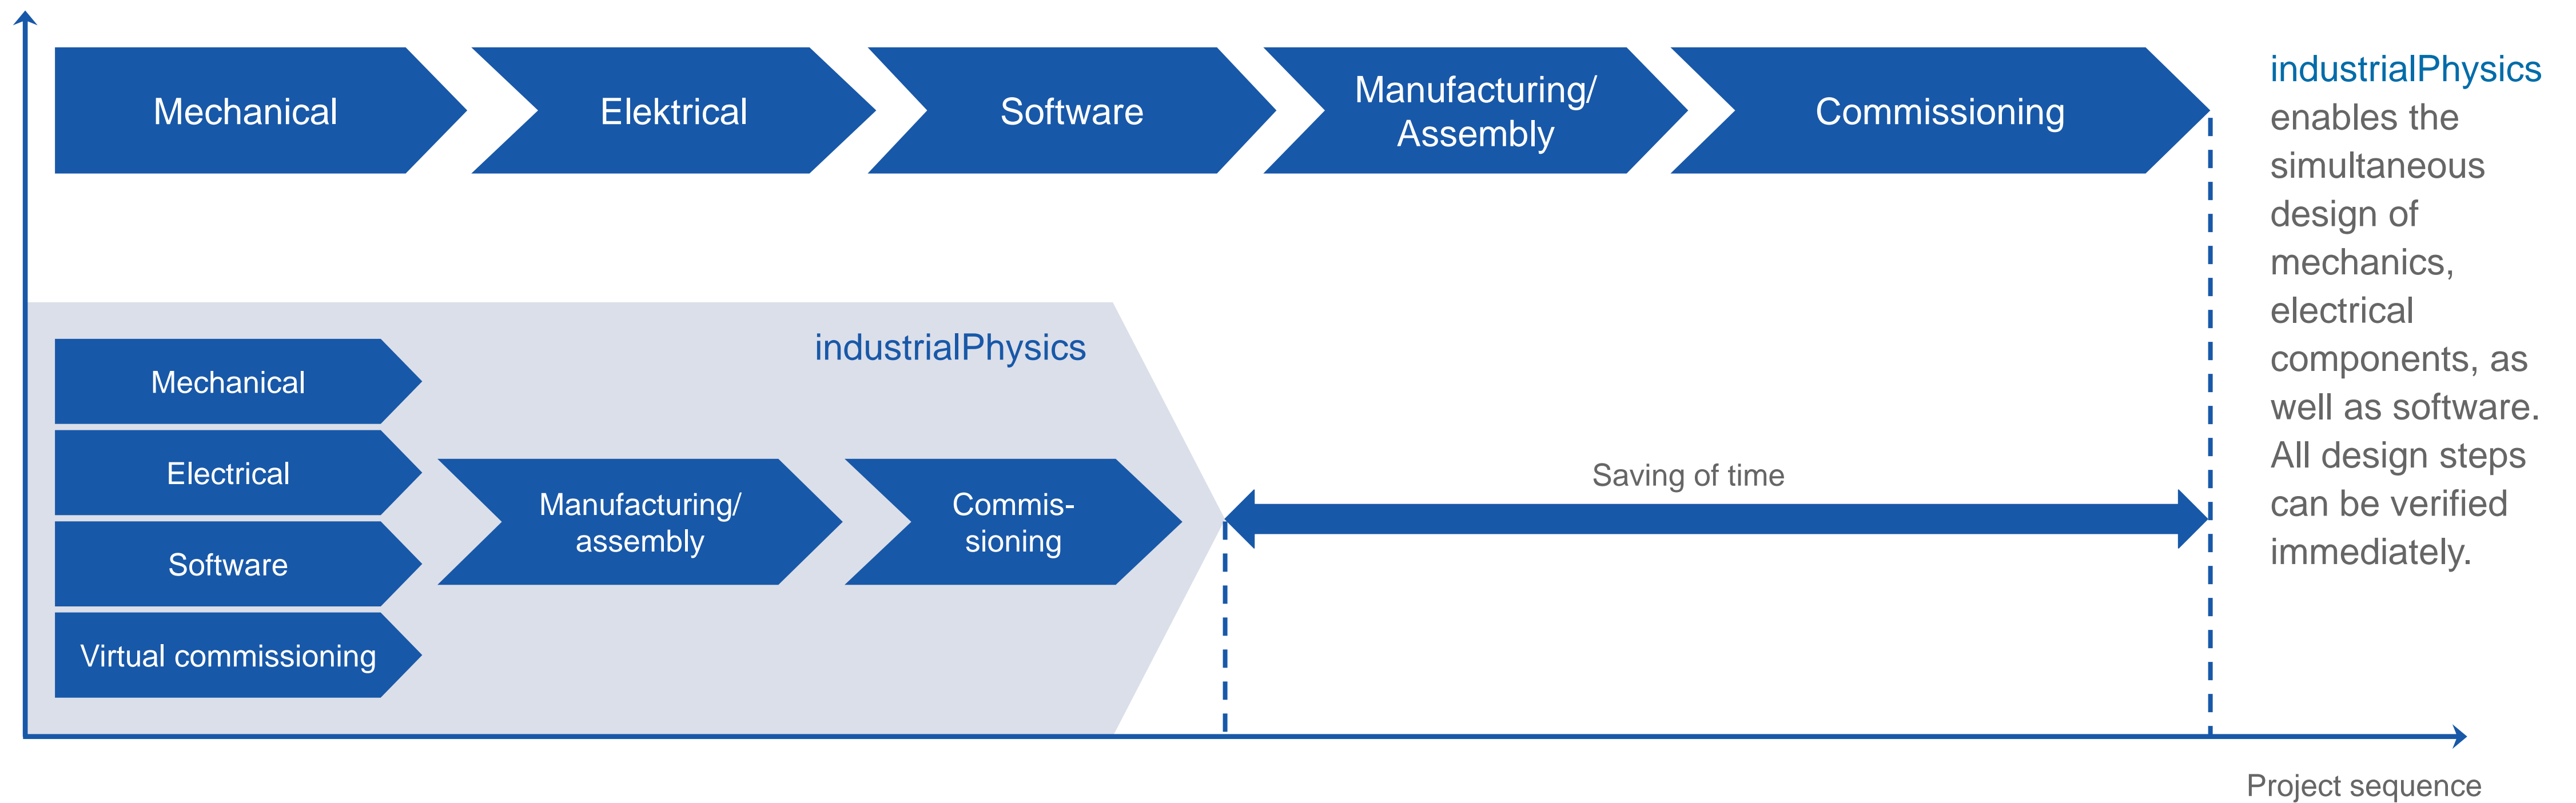 Mechanical
Elektrical
Software
Manufacturing/
Assembly
Commissioning
industrialPhysics
enables the
simultaneous
design of
mechanics,
electrical
components, as
well as software.
All design steps
can be verified
immediately.
industrialPhysics
Mechanical
Electrical
Software
Virtual commissioning
Manufacturing/
assembly
Commis-
sioning
Saving of time
Project sequence